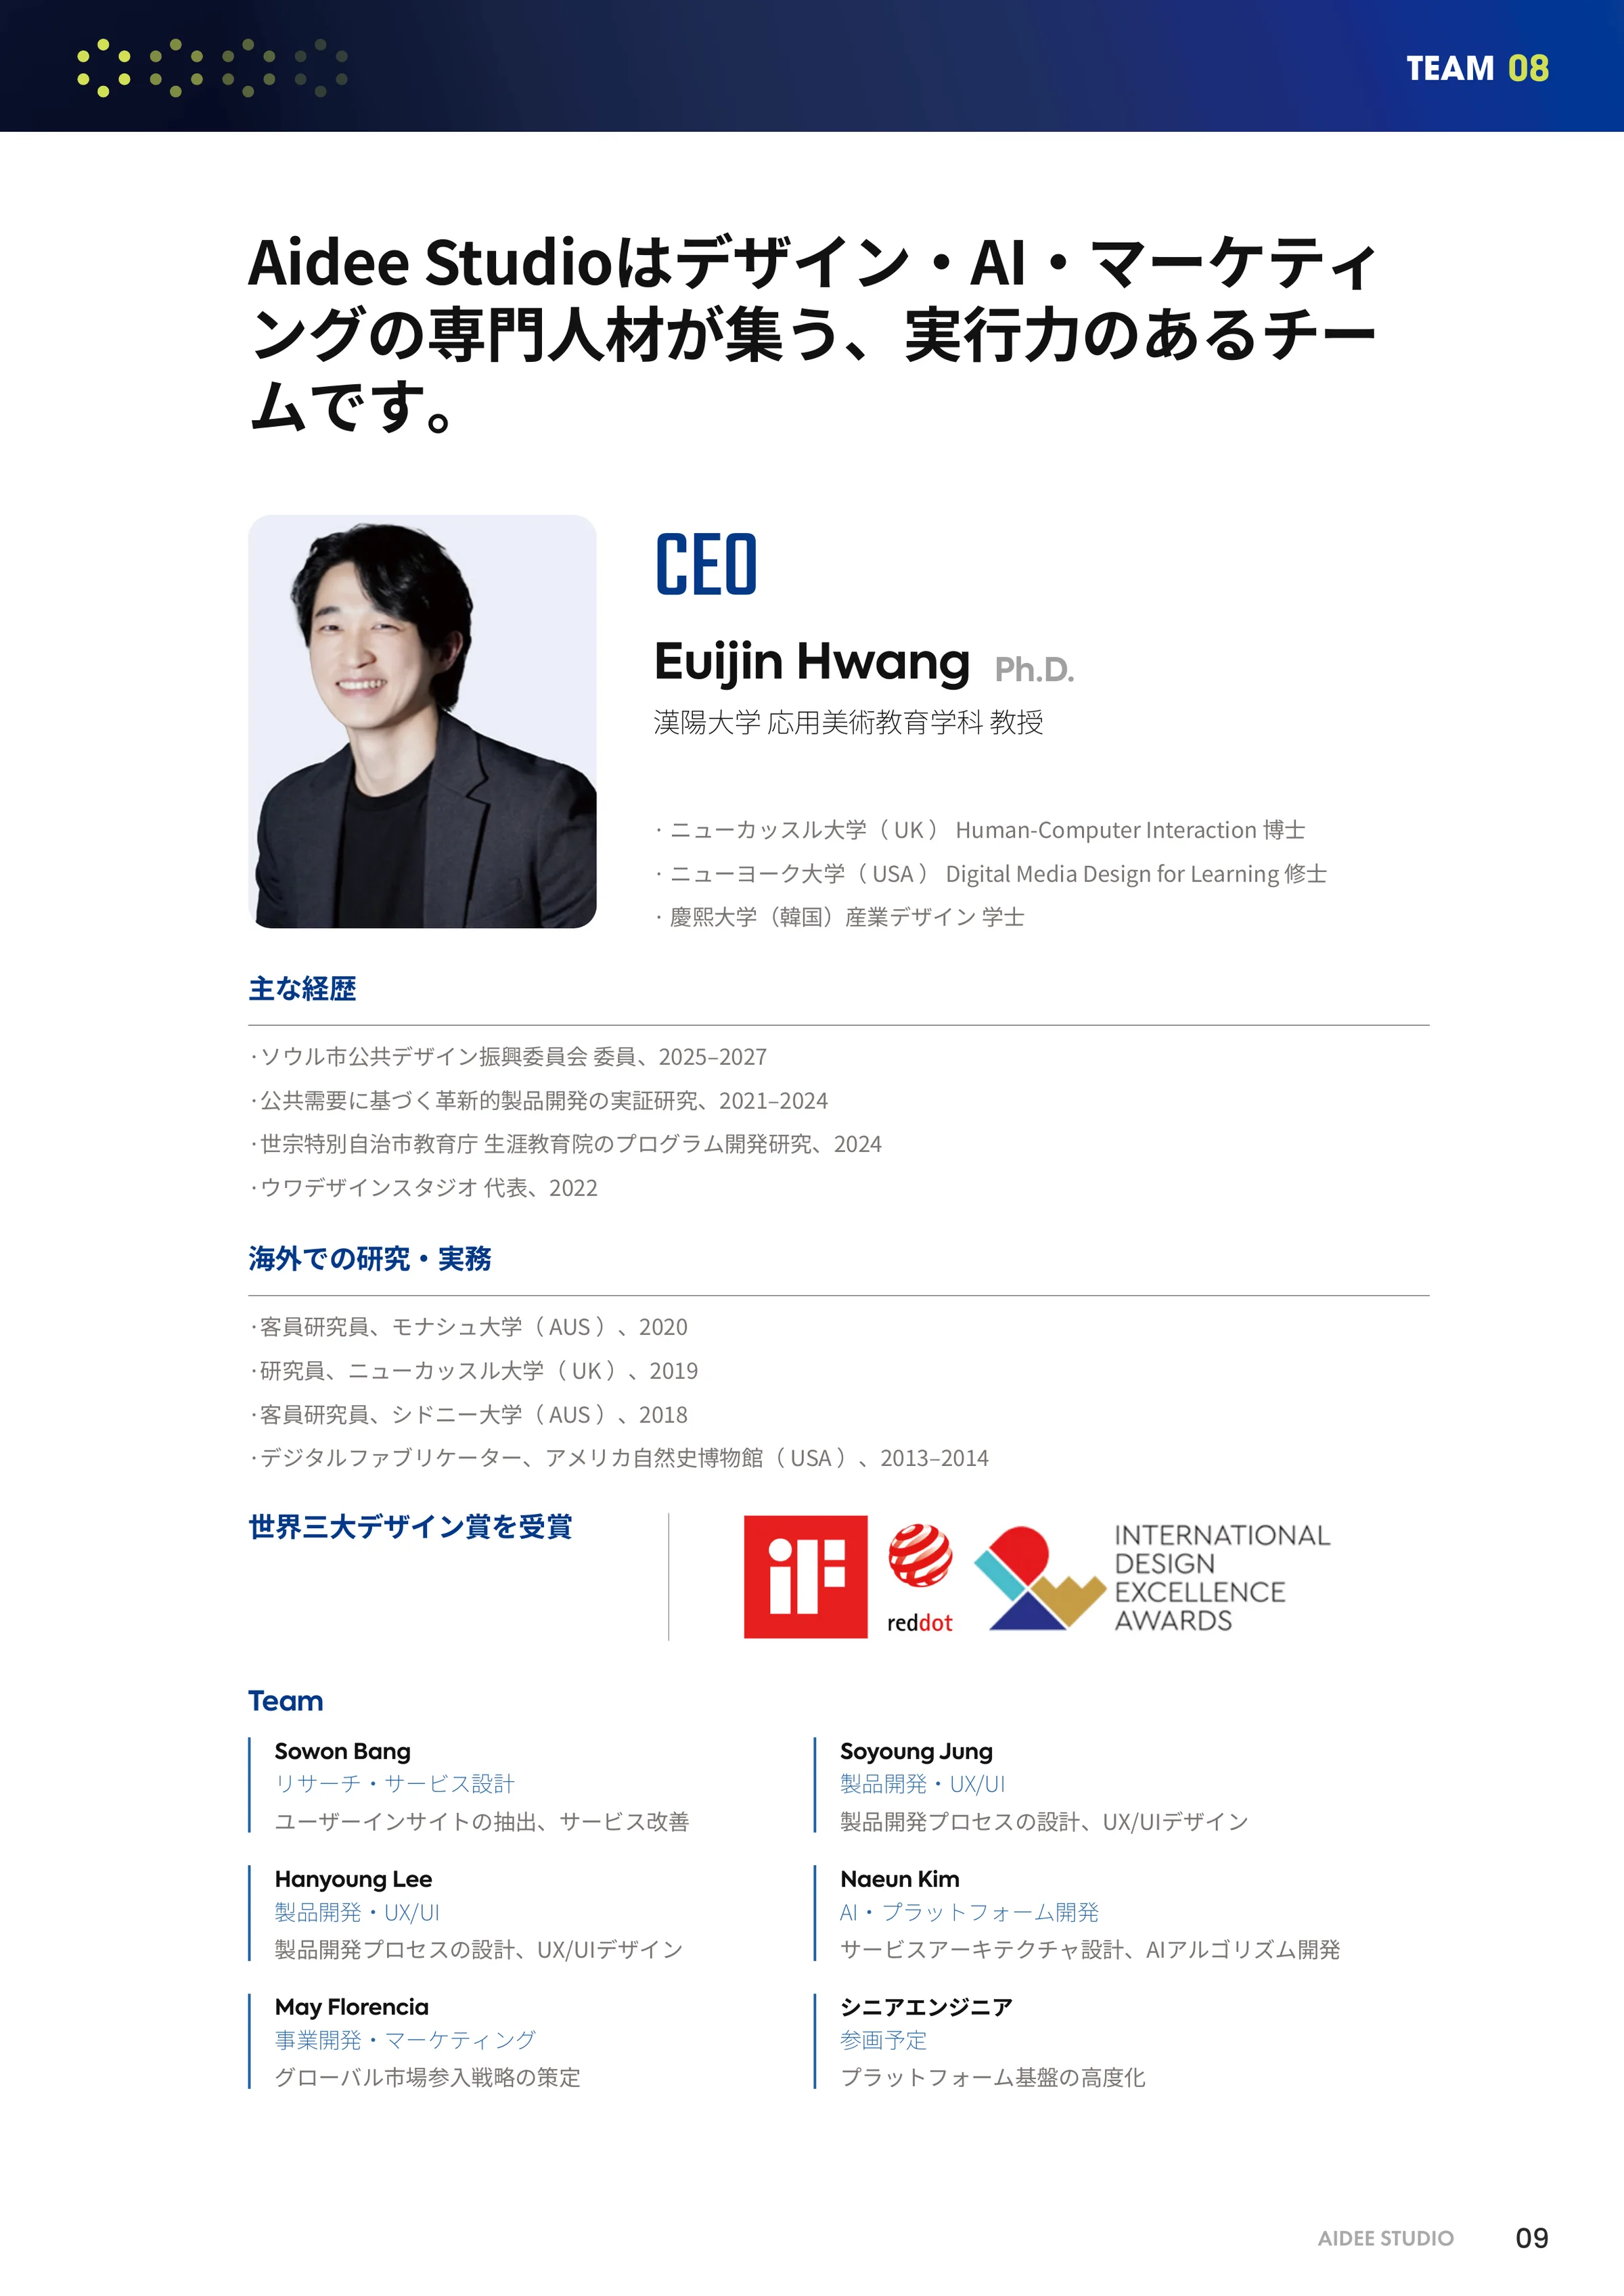 TEAM 08
Aidee Studioはデザイン・AI・マーケティ
ングの専門人材が集う、実行力のあるチー
ムです。
CEO
Euijin Hwang Ph.D.
漢陽大学 応用美術教育学科 教授
· ニューカッスル大学（ UK ） Human-Computer Interaction 博士
· ニューヨーク大学（ USA ） Digital Media Design for Learning 修士
· 慶熙大学（韓国）産業デザイン 学士
主な経歴
·ソウル市公共デザイン振興委員会 委員、2025–2027
·公共需要に基づく革新的製品開発の実証研究、2021–2024
·世宗特別自治市教育庁 生涯教育院のプログラム開発研究、2024
·ウワデザインスタジオ 代表、2022
海外での研究・実務
·客員研究員、モナシュ大学（ AUS ）、2020
·研究員、ニューカッスル大学（ UK ）、2019
·客員研究員、シドニー大学（ AUS ）、2018
·デジタルファブリケーター、アメリカ自然史博物館（ USA ）、2013–2014
世界三大デザイン賞を受賞
iF
reddot
INTERNATIONAL
DESIGN
EXCELLENCE
AWARDS
Team
Sowon Bang
リサーチ・サービス設計
ユーザーインサイトの抽出、サービス改善
Soyoung Jung
製品開発・UX/UI
製品開発プロセスの設計、UX/UIデザイン
Hanyoung Lee
製品開発・UX/UI
製品開発プロセスの設計、UX/UIデザイン
Naeun Kim
AI・プラットフォーム開発
サービスアーキテクチャ設計、AIアルゴリズム開発
May Florencia
事業開発・マーケティング
グローバル市場参入戦略の策定
シニアエンジニア
参画予定
プラットフォーム基盤の高度化
AIDEE STUDIO 09